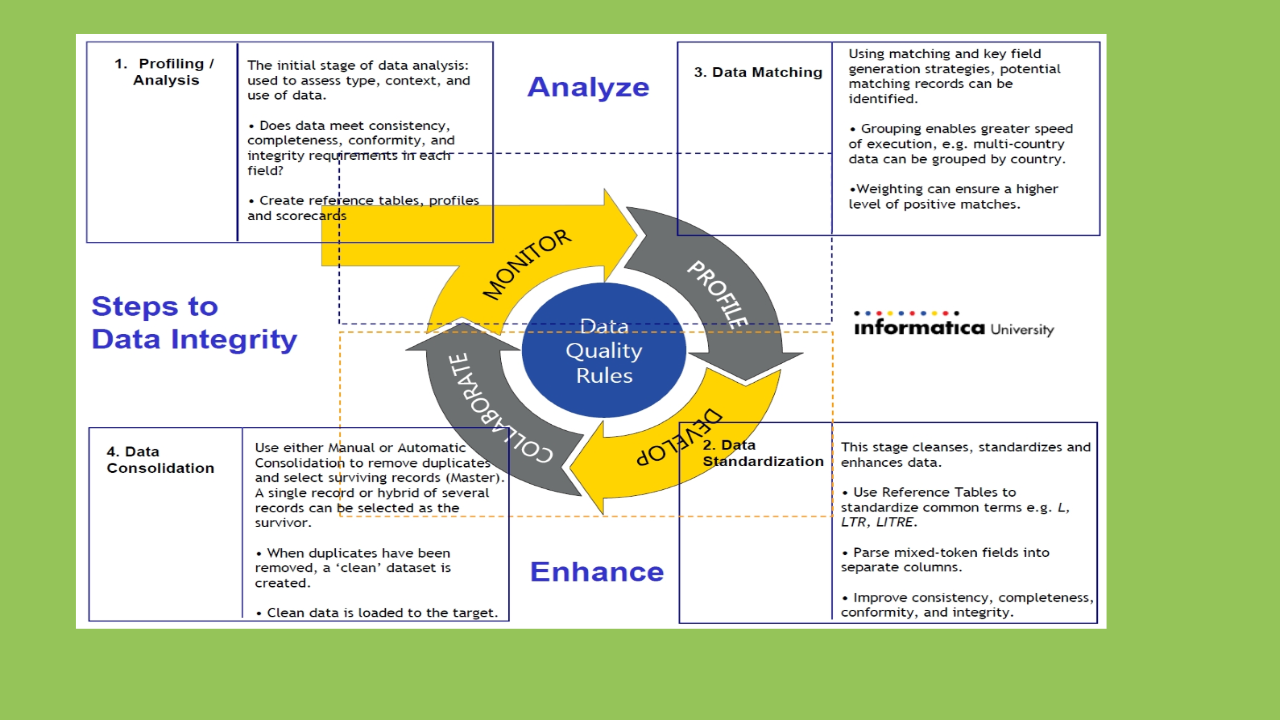 1. Profiling /
Analysis
The initial stage of data analysis:
used to assess type, context, and
use of data.
• Does data meet consistency,
completeness, conformity, and
integrity requirements in each
field?
• Create reference tables, profiles
and scorecards
Analyze
3. Data Matching
Using matching and key field
generation strategies, potential
matching records can be
identified.
• Grouping enables greater speed
of execution, e.g. multi-country
data can be grouped by country.
•Weighting can ensure a higher
level of positive matches.
Steps to
Data Integrity
MONITOR
PROFILE
DEVELOP
COLLABORATE
Data
Quality
Rules
informatica University
4. Data
Consolidation
Use either Manual or Automatic
Consolidation to remove duplicates
and select surviving records (Master).
A single record or hybrid of several
records can be selected as the
survivor.
• When duplicates have been
removed, a ‘clean’ dataset is
created.
• Clean data is loaded to the target.
Enhance
2. Data
Standardization
This stage cleanses, standardizes and
enhances data.
• Use Reference Tables to
standardize common terms e.g. L,
LTR, LITRE.
• Parse mixed-token fields into
separate columns.
• Improve consistency, completeness,
conformity, and integrity.